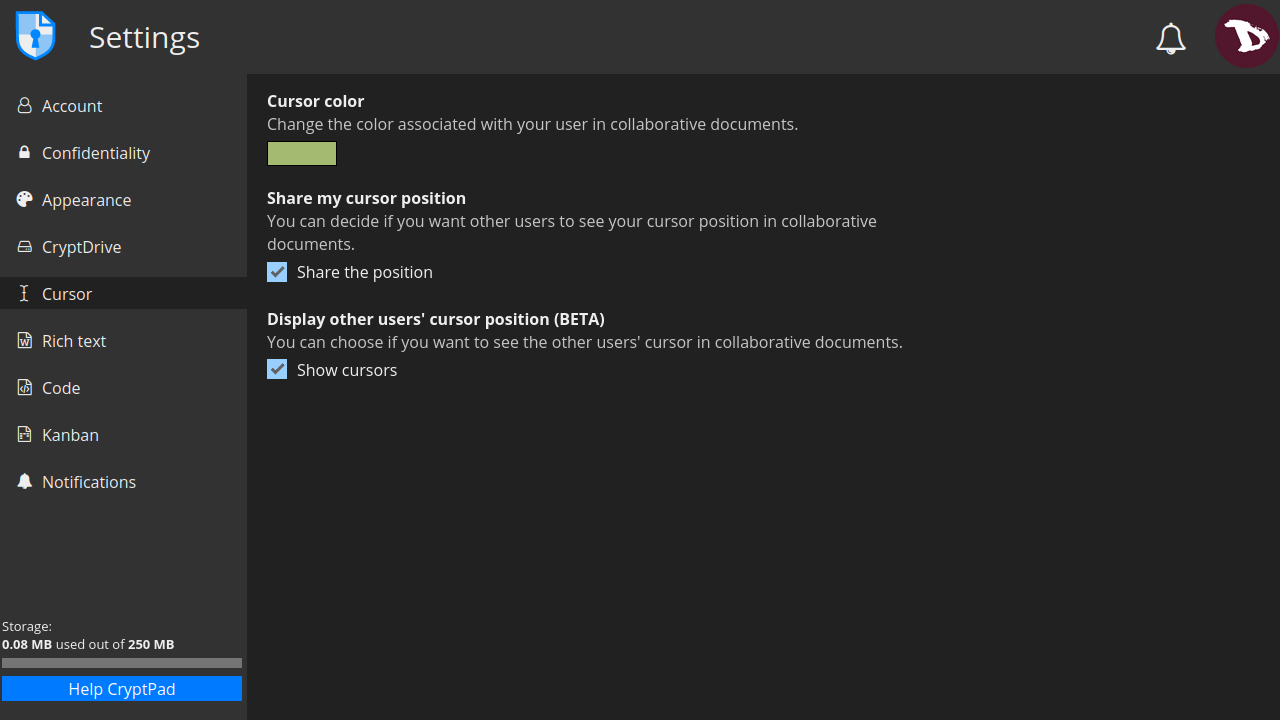 Settings
Account
Confidentiality
Appearance
CryptDrive
Cursor
Rich text
Code
Kanban
Notifications
Storage:
0.08 MB used out of 250 MB
Help CryptPad
Cursor color
Change the color associated with your user in collaborative documents.
Share my cursor position
You can decide if you want other users to see your cursor position in collaborative
documents.
Share the position
Display other users' cursor position (BETA)
You can choose if you want to see the other users' cursor in collaborative documents.
Show cursors